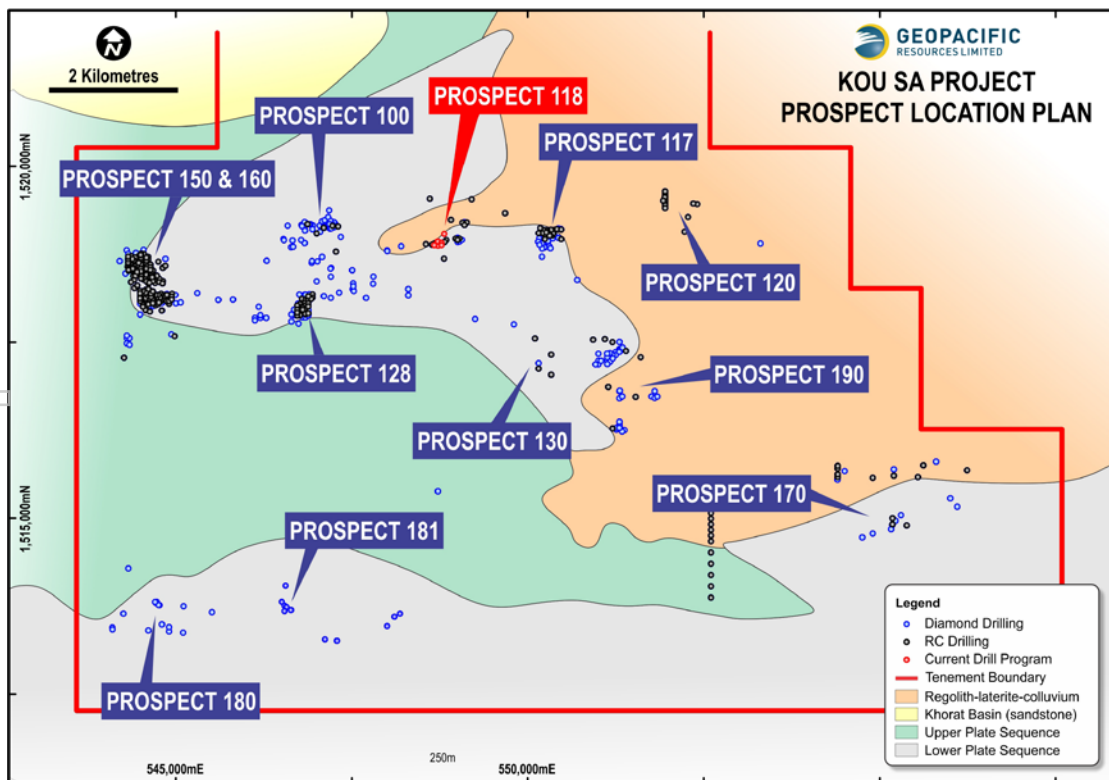 N
2 Kilometres
GEOPACIFIC
RESOURCES LIMITED
KOU SA PROJECT
PROSPECT LOCATION PLAN
PROSPECT 118
PROSPECT 100
PROSPECT 117
1,520,000mN
PROSPECT 150 & 160
PROSPECT 120
PROSPECT 128
PROSPECT 190
PROSPECT 130
PROSPECT 170
1,515,000mN
PROSPECT 181
PROSPECT 180
Legend
Diamond Drilling
RC Drilling
Current Drill Program
Tenement Boundary
Regolith-laterite-colluvium
Khorat Basin (sandstone)
Upper Plate Sequence
Lower Plate Sequence
545,000mE
250m
550,000mE